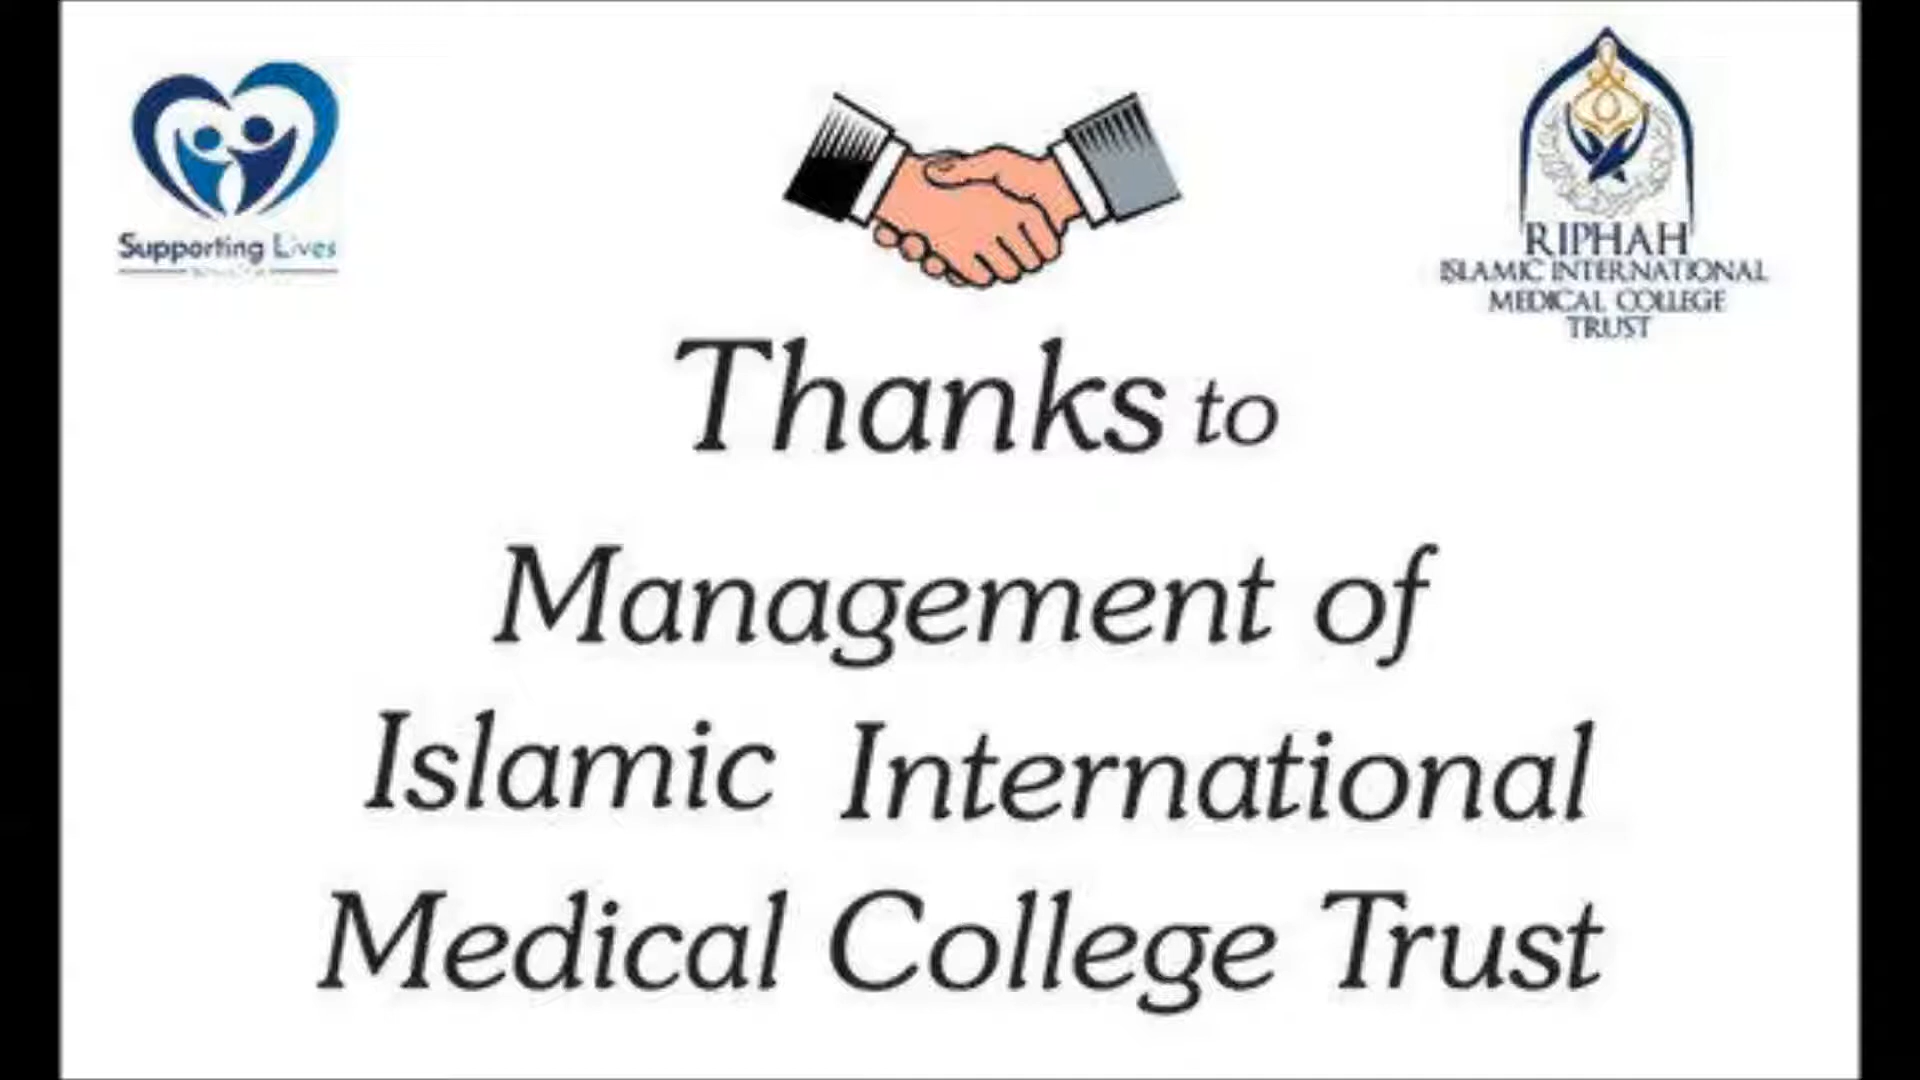 Supporting Lives
RIPHAH
ISLAMIC INTERNATIONAL
MEDICAL COLLEGE
TRUST
Thanks to
Management of
Islamic International
Medical College Trust